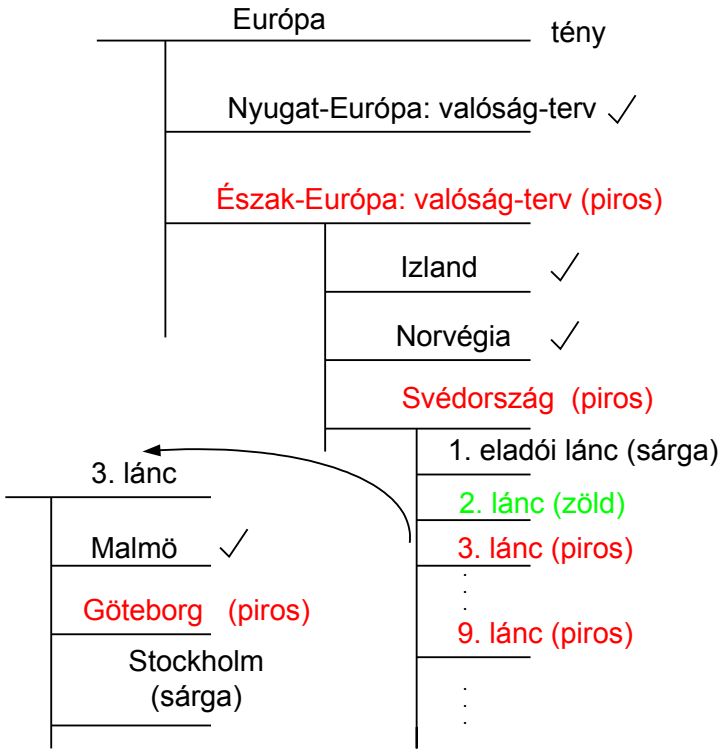 Európa
tény
Nyugat-Európa: valóság-terv ✓
Észak-Európa: valóság-terv (piros)
Izland ✓
Norvégia ✓
Svédország (piros)
1. eladói lánc (sárga)
2. lánc (zöld)
3. lánc (piros)
9. lánc (piros)
3. lánc
Malmö ✓
Göteborg (piros)
Stockholm
(sárga)